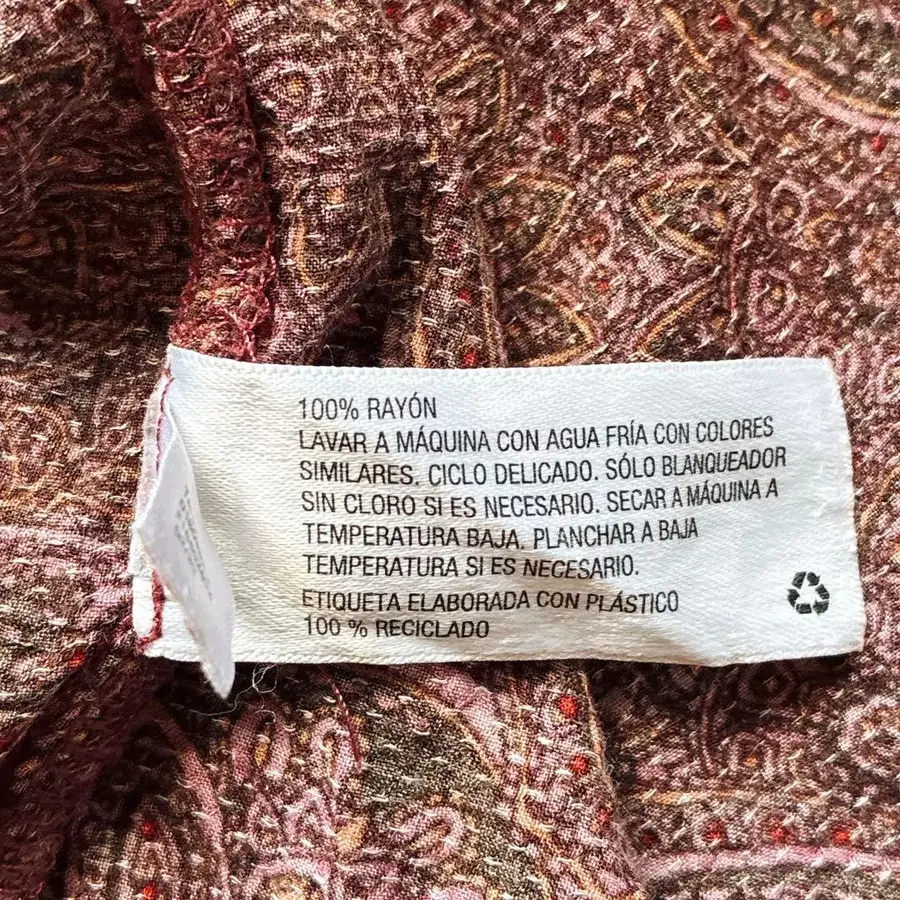 100% RAYÓN
LAVAR A MÁQUINA CON AGUA FRÍA CON COLORES
SIMILARES. CICLO DELICADO. SÓLO BLANQUEADOR
SIN CLORO SI ES NECESARIO. SECAR A MÁQUINA A
TEMPERATURA BAJA. PLANCHAR A BAJA
TEMPERATURA SI ES NECESARIO.
ETIQUETA ELABORADA CON PLÁSTICO
100 % RECICLADO